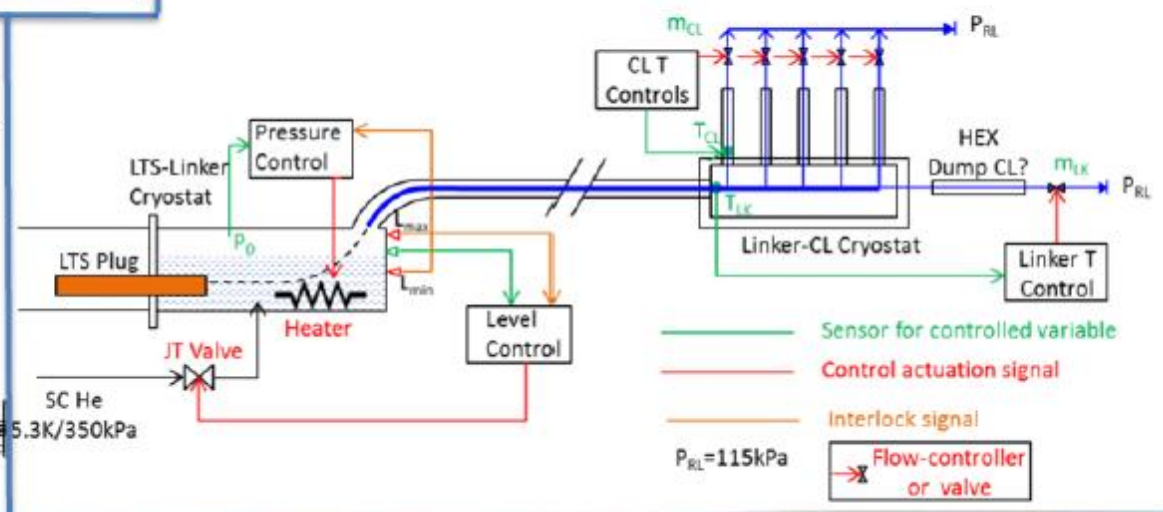 m_CL
P_RL
CL T
Controls
Pressure
Control
T_CL
HEX
Dump CL?
m_LK
P_RL
LTS-Linker
Cryostat
T_LK
P_0
L_max
LTS Plug
Linker-CL Cryostat
Linker T
Control
L_min
Heater
Level
Control
Sensor for controlled variable
JT Valve
Control actuation signal
SC He
5.3K/350kPa
Interlock signal
P_RL=115kPa
Flow-controller
or valve